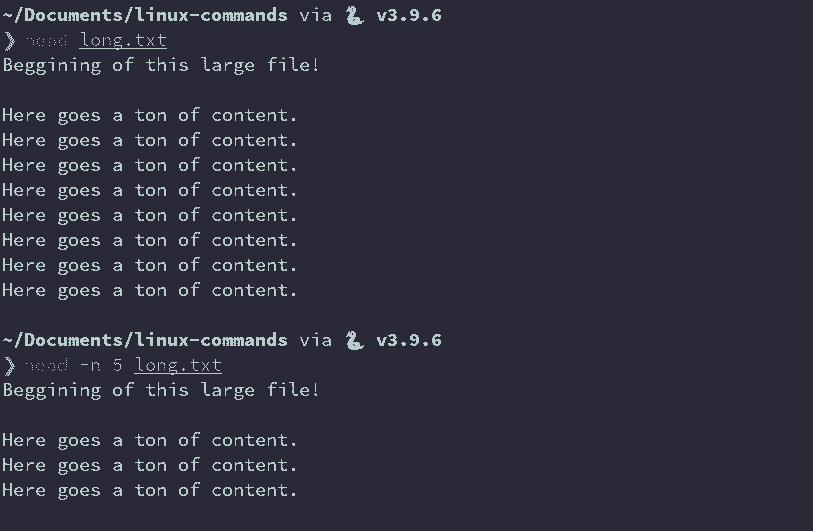 ~/Documents/linux-commands via 🐍 v3.9.6
❯ head long.txt
Beggining of this large file!
Here goes a ton of content.
Here goes a ton of content.
Here goes a ton of content.
Here goes a ton of content.
Here goes a ton of content.
Here goes a ton of content.
Here goes a ton of content.
Here goes a ton of content.
~/Documents/linux-commands via 🐍 v3.9.6
❯ head -n 5 long.txt
Beggining of this large file!
Here goes a ton of content.
Here goes a ton of content.
Here goes a ton of content.